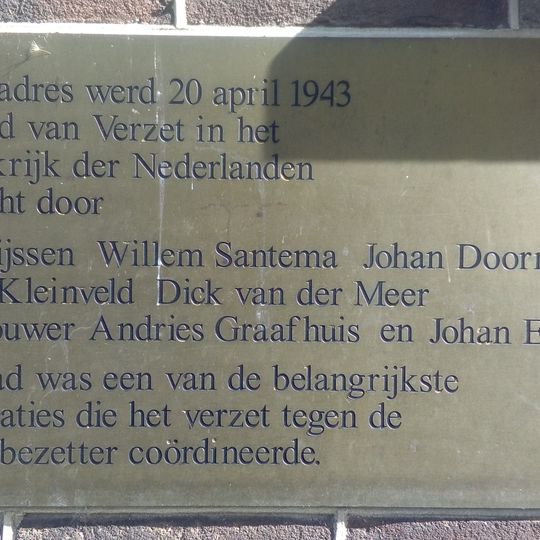 adres werd 20 april 1943
d van Verzet in het
krijk der Nederlanden
ht door
ijssen Willem Santema Johan Doorn
Kleinveld Dick van der Meer
ouwer Andries Graafhuis en Johan E
ad was een van de belangrijkste
aties die het verzet tegen de
bezetter coördineerde.